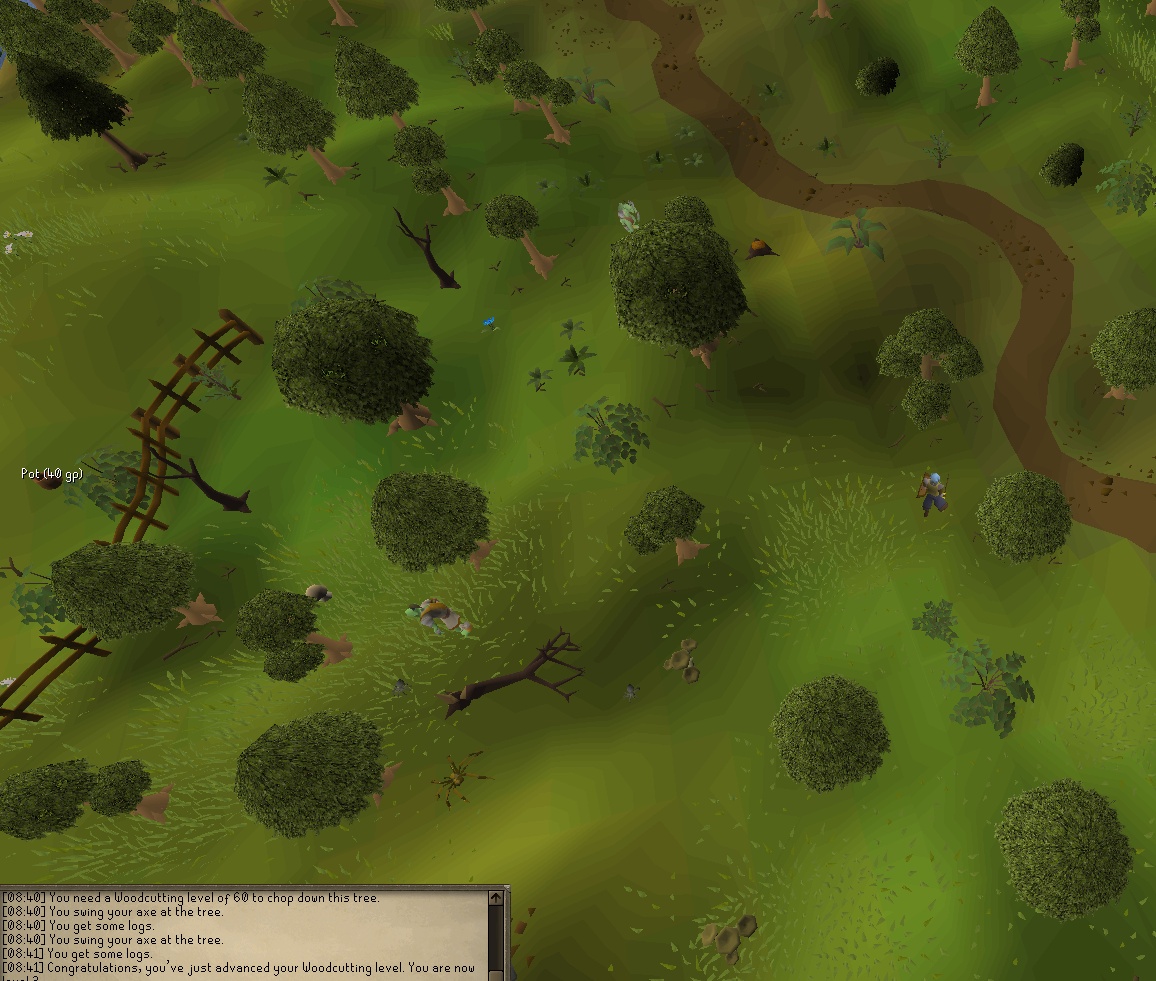 Pot (40 gp)
[08:40] You need a Woodcutting level of 60 to chop down this tree.
[08:40] You swing your axe at the tree.
[08:40] You get some logs.
[08:40] You swing your axe at the tree.
[08:41] You get some logs.
[08:41] Congratulations, you've just advanced your Woodcutting level. You are now
level